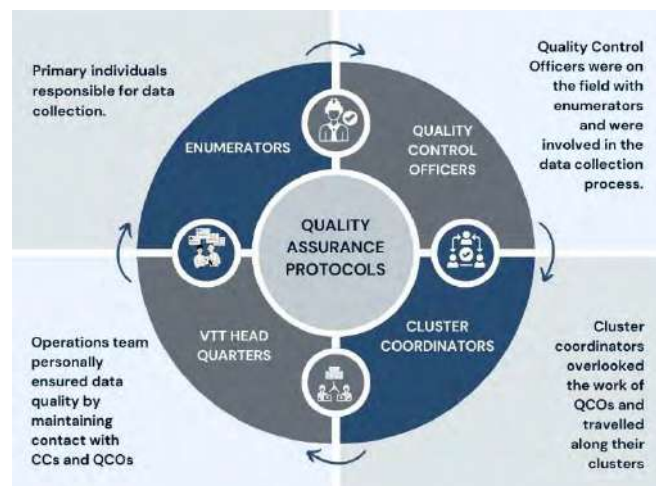 Primary individuals
responsible for data
collection.
Quality Control
Officers were on
the field with
enumerators
and were
involved in the
data collection
process.
ENUMERATORS
QUALITY
CONTROL
OFFICERS
QUALITY
ASSURANCE
PROTOCOLS
VTT HEAD
QUARTERS
CLUSTER
COORDINATORS
Operations team
personally
ensured data
quality by
maintaining
contact with
CCs and QCOs
Cluster
coordinators
overlooked
the work of
QCOs and
travelled
along their
clusters